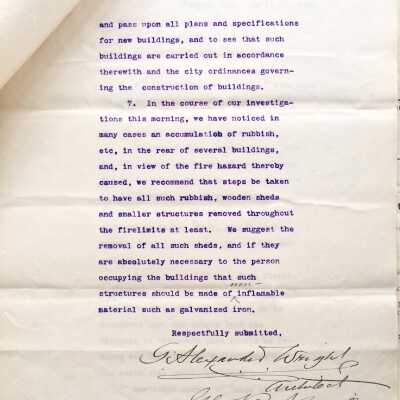 and pass upon all plans and specifications
for new buildings, and to see that such
buildings are carried out in accordance
therewith and the city ordinances govern-
ing the construction of buildings.
7. In the course of our investiga-
tions this morning, we have noticed in
many cases an accumulation of rubbish,
etc, in the rear of several buildings,
and, in view of the fire hazard thereby
caused, we recommend that steps be taken
to have all such rubbish, wooden sheds
and smaller structures removed throughout
the firelimits at least. We suggest the
removal of all such sheds, and if they
are absolutely necessary to the person
occupying the buildings that such
non-
structures should be made of inflamable
material such as galvanized iron.
Respectfully submitted,
G. Alexander Wright
Architect